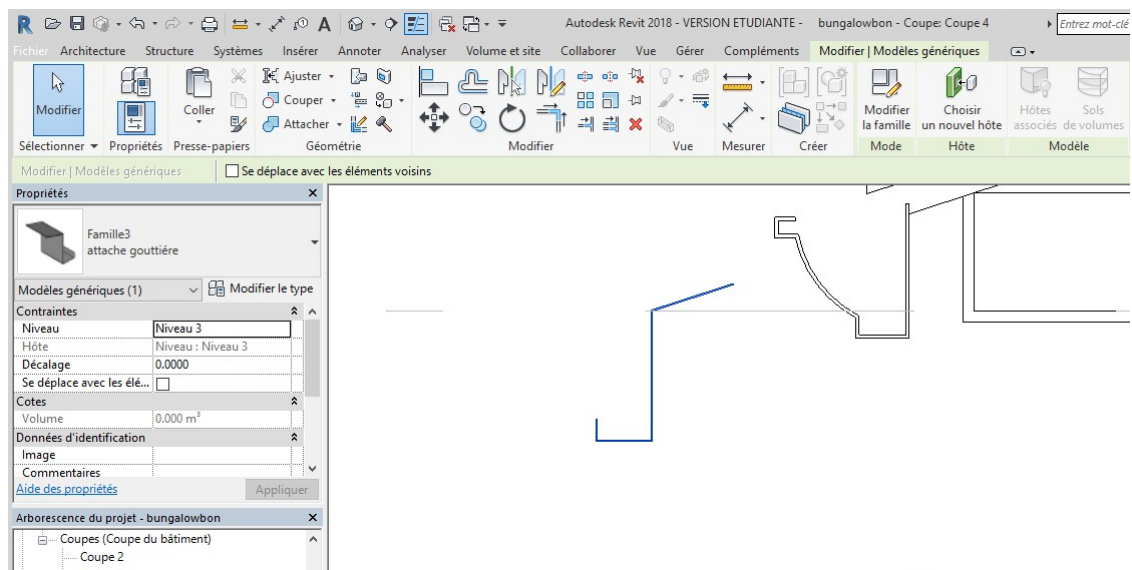 Autodesk Revit 2018 - VERSION ETUDIANTE - bungalowbon - Coupe: Coupe 4 Entrez mot-clé
Fichier Architecture Structure Systèmes Insérer Annoter Analyser Volume et site Collaborer Vue Gérer Compléments Modifier | Modèles génériques
Modifier Coller Ajuster Couper Attacher Modifier la famille Choisir un nouvel hôte Hôtes associés Sols de volumes
Sélectionner Propriétés Presse-papiers Géométrie Modifier Vue Mesurer Créer Mode Hôte Modèle
Modifier | Modèles génériques Se déplace avec les éléments voisins
Propriétés
Famille3
attache gouttiére
Modèles génériques (1) Modifier le type
Contraintes
Niveau Niveau 3
Hôte Niveau : Niveau 3
Décalage 0.0000
Se déplace avec les élé...
Cotes
Volume 0.000 m³
Données d'identification
Image
Commentaires
Aide des propriétés Appliquer
Arborescence du projet - bungalowbon
Coupes (Coupe du bâtiment)
Coupe 2